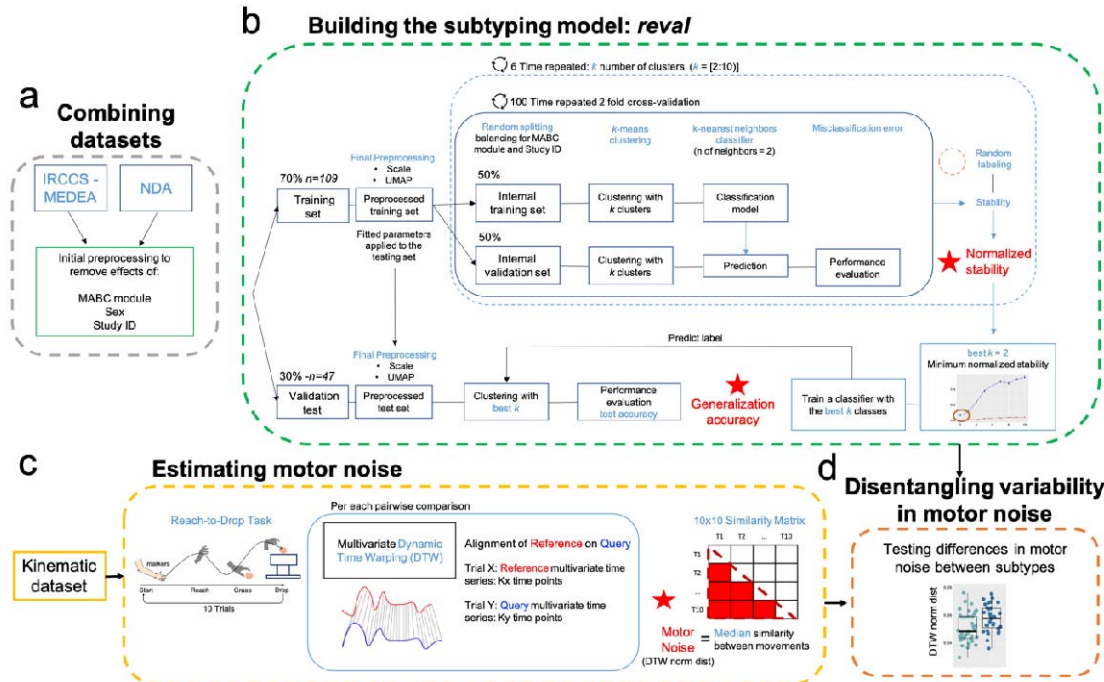 a
Combining
datasets
IRCCS -
MEDEA
NDA
Initial preprocessing to
remove effects of:
MABC module
Sex
Study ID
b
Building the subtyping model: reval
6 Time repeated: k number of clusters (k = [2:10)]
100 Time repeated 2 fold cross-validation
Random splitting
balancing for MABC
module and Study ID
k-means
clustering
k-nearest neighbors
classifier
(n of neighbors = 2)
Misclassification error
70% n=109
Training
set
Final Preprocessing
• Scale
• UMAP
Preprocessed
training set
Fitted parameters
applied to the
testing set
50%
Internal
training set
Clustering with
k clusters
Classification
model
50%
Internal
validation set
Clustering with
k clusters
Prediction
Performance
evaluation
Random
labeling
Stability
Normalized
stability
30% -n=47
Validation
test
Final Preprocessing
• Scale
• UMAP
Preprocessed
test set
Predict label
Clustering with
best k
Performance
evaluation
test accuracy
Generalization
accuracy
Train a classifier with
the best k classes
best k = 2
Minimum normalized stability
c
Estimating motor noise
Kinematic
dataset
Reach-to-Drop Task
markers
Start
Reach
Grasp
Drop
10 Trials
Per each pairwise comparison
Multivariate Dynamic
Time Warping (DTW)
Alignment of Reference on Query
Trial X: Reference multivariate time
series: Kx time points
Trial Y: Query multivariate time
series: Ky time points
10x10 Similarity Matrix
T1 T2 ... T10
T1
T2
...
T10
Motor
Noise
(DTW norm dist)
= Median similarity
between movements
d
Disentangling variability
in motor noise
Testing differences in motor
noise between subtypes
DTW norm dist